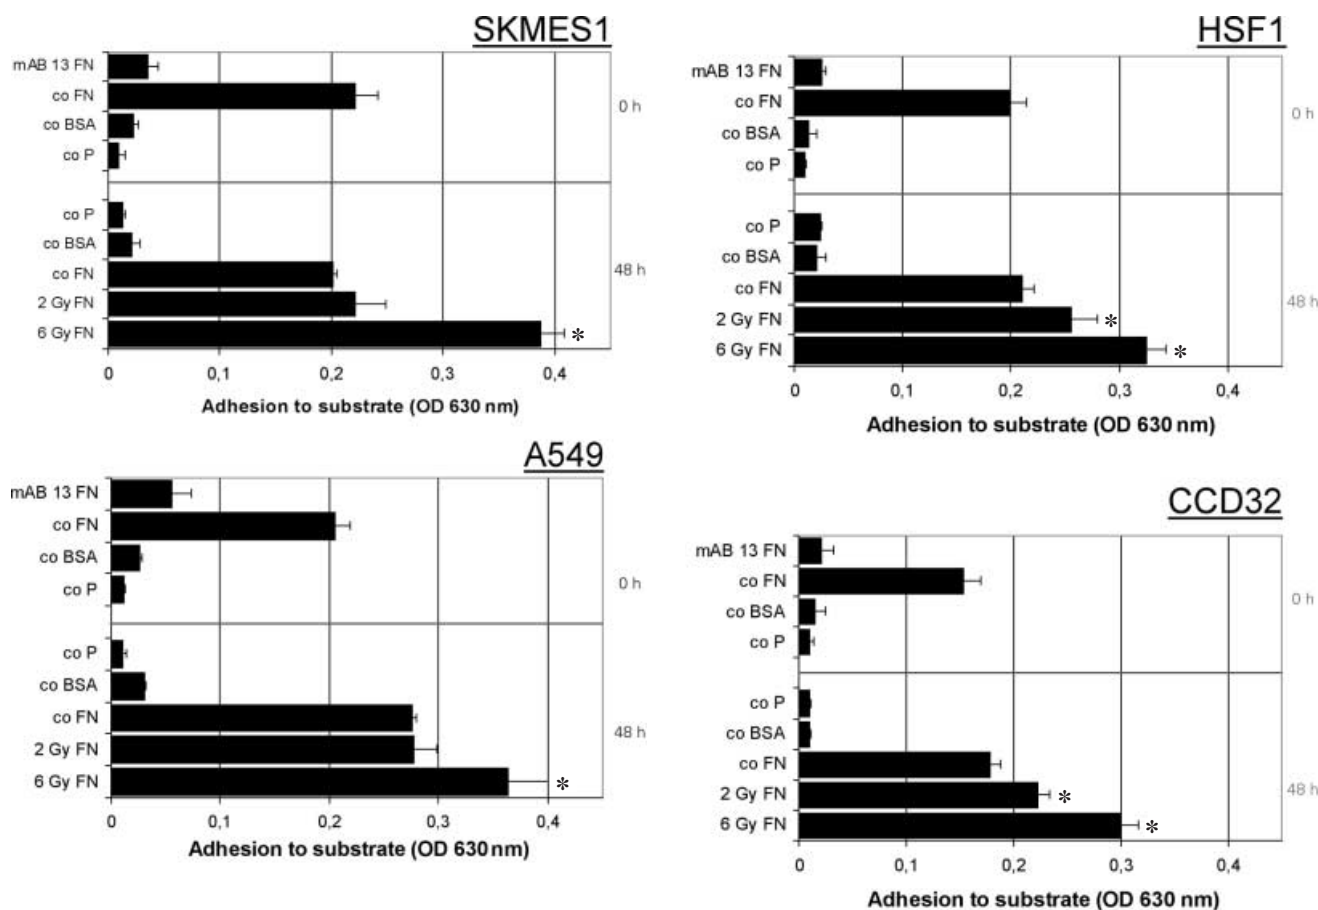 SKMES1
mAB 13 FN
co FN
co BSA
co P
0 h
co P
co BSA
co FN
2 Gy FN
6 Gy FN
*
48 h
0 0,1 0,2 0,3 0,4
Adhesion to substrate (OD 630 nm)
HSF1
mAB 13 FN
co FN
co BSA
co P
0 h
co P
co BSA
co FN
2 Gy FN
*
6 Gy FN
*
48 h
0 0,1 0,2 0,3 0,4
Adhesion to substrate (OD 630 nm)
A549
mAB 13 FN
co FN
co BSA
co P
0 h
co P
co BSA
co FN
2 Gy FN
6 Gy FN
*
48 h
0 0,1 0,2 0,3 0,4
Adhesion to substrate (OD 630 nm)
CCD32
mAB 13 FN
co FN
co BSA
co P
0 h
co P
co BSA
co FN
2 Gy FN
*
6 Gy FN
*
48 h
0 0,1 0,2 0,3 0,4
Adhesion to substrate (OD 630 nm)